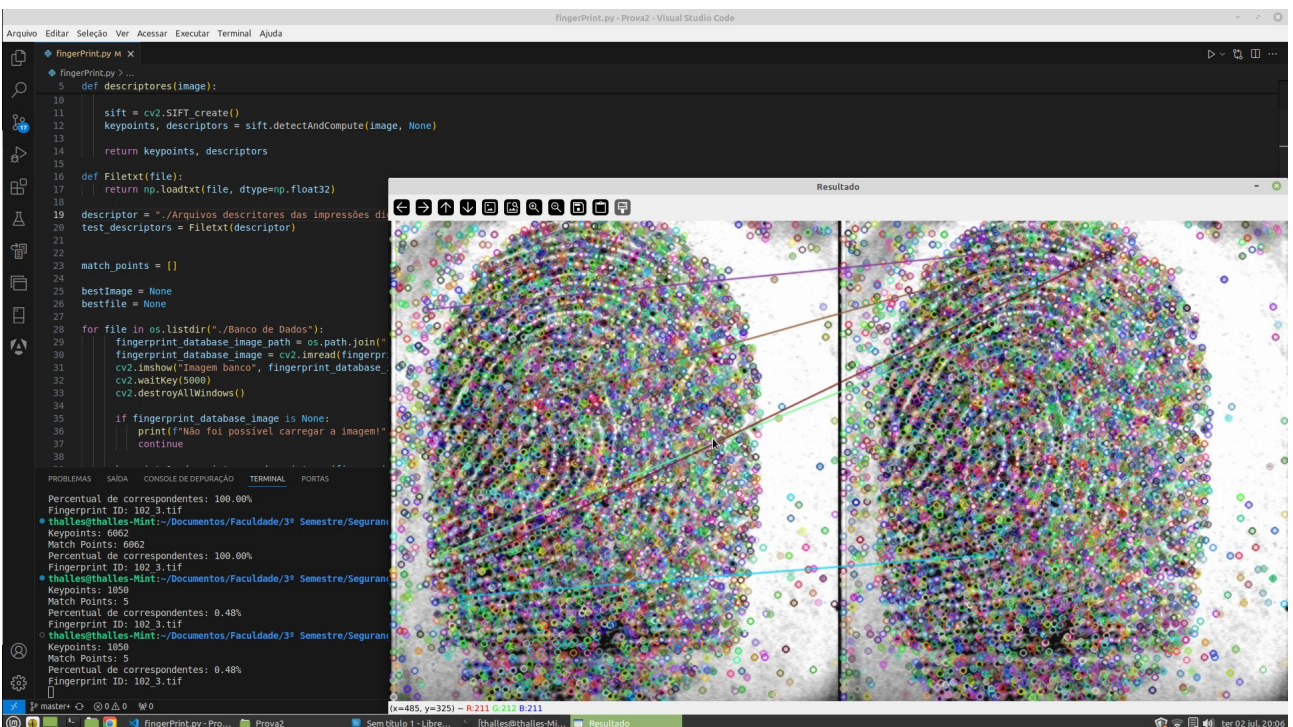 fingerPrint.py - Prova2 - Visual Studio Code
Arquivo Editar Seleção Ver Acessar Executar Terminal Ajuda
fingerPrint.py M
fingerPrint.py > ...
5 def descriptores(image):
10
11 sift = cv2.SIFT_create()
12 keypoints, descriptors = sift.detectAndCompute(image, None)
13
14 return keypoints, descriptors
15
16 def Filetxt(file):
17 return np.loadtxt(file, dtype=np.float32)
18
19 descriptor = "./Arquivos descritores das impressões di
20 test_descriptors = Filetxt(descriptor)
21
22
23 match_points = []
24
25 bestImage = None
26 bestfile = None
27
28 for file in os.listdir("./Banco de Dados"):
29 fingerprint_database_image_path = os.path.join("
30 fingerprint_database_image = cv2.imread(fingerpr
31 cv2.imshow("Imagem banco", fingerprint_database_
32 cv2.waitKey(5000)
33 cv2.destroyAllWindows()
34
35 if fingerprint_database_image is None:
36 print(f"Não foi possível carregar a imagem!"
37 continue
38
17
Resultado
PROBLEMAS SAÍDA CONSOLE DE DEPURAÇÃO TERMINAL PORTAS
Percentual de correspondentes: 100.00%
Fingerprint ID: 102_3.tif
thalles@thalles-Mint:~/Documentos/Faculdade/3º Semestre/Seguran
Keypoints: 6062
Match Points: 6062
Percentual de correspondentes: 100.00%
Fingerprint ID: 102_3.tif
thalles@thalles-Mint:~/Documentos/Faculdade/3º Semestre/Seguran
Keypoints: 1050
Match Points: 5
Percentual de correspondentes: 0.48%
Fingerprint ID: 102_3.tif
thalles@thalles-Mint:~/Documentos/Faculdade/3º Semestre/Seguran
Keypoints: 1050
Match Points: 5
Percentual de correspondentes: 0.48%
Fingerprint ID: 102_3.tif
(x=485, y=325) ~ R:211 G:212 B:211
master+ 0 0 0
fingerPrint.py - Pro... Prova2 Sem título 1 - Libre... [thalles@thalles-Mi... Resultado ter 02 jul, 20:06